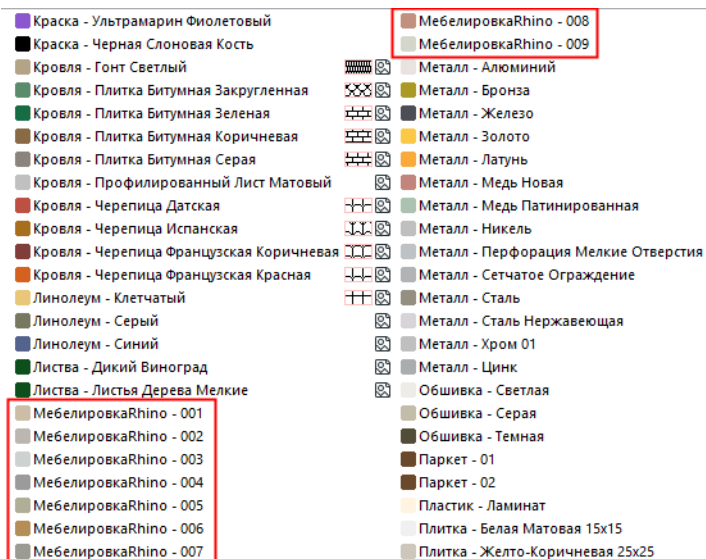 Краска - Ультрамарин Фиолетовый
Краска - Черная Слоновая Кость
Кровля - Гонт Светлый
Кровля - Плитка Битумная Закругленная
Кровля - Плитка Битумная Зеленая
Кровля - Плитка Битумная Коричневая
Кровля - Плитка Битумная Серая
Кровля - Профилированный Лист Матовый
Кровля - Черепица Датская
Кровля - Черепица Испанская
Кровля - Черепица Французская Коричневая
Кровля - Черепица Французская Красная
Линолеум - Клетчатый
Линолеум - Серый
Линолеум - Синий
Листва - Дикий Виноград
Листва - Листья Дерева Мелкие
МебелировкаRhino - 001
МебелировкаRhino - 002
МебелировкаRhino - 003
МебелировкаRhino - 004
МебелировкаRhino - 005
МебелировкаRhino - 006
МебелировкаRhino - 007
МебелировкаRhino - 008
МебелировкаRhino - 009
Металл - Алюминий
Металл - Бронза
Металл - Железо
Металл - Золото
Металл - Латунь
Металл - Медь Новая
Металл - Медь Патинированная
Металл - Никель
Металл - Перфорация Мелкие Отверстия
Металл - Сетчатое Ограждение
Металл - Сталь
Металл - Сталь Нержавеющая
Металл - Хром 01
Металл - Цинк
Обшивка - Светлая
Обшивка - Серая
Обшивка - Темная
Паркет - 01
Паркет - 02
Пластик - Ламинат
Плитка - Белая Матовая 15x15
Плитка - Желто-Коричневая 25x25